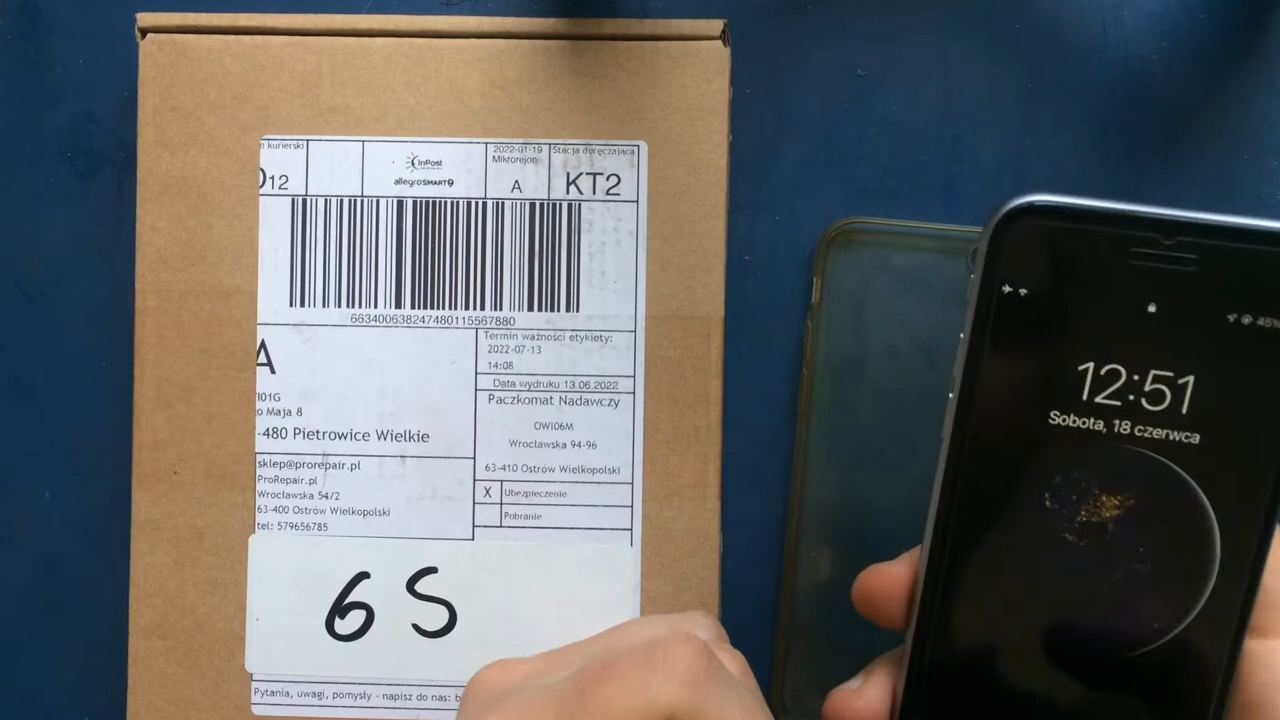 n kurierski
D12
InPost
allegro SMART!
2022-01-19
Mikrorejon
A
Stacja doręczająca
KT2
663400638247480115567880
A
I01G
o Maja 8
-480 Pietrowice Wielkie
Termin ważności etykiety:
2022-07-13
14:08
Data wydruku 13.06.2022
Paczkomat Nadawczy
OWI06M
Wrocławska 94-96
63-410 Ostrów Wielkopolski
X Ubezpieczenie
Pobranie
sklep@prorepair.pl
ProRepair.pl
Wrocławska 54/2
63-400 Ostrów Wielkopolski
tel: 579656785
6S
Pytania, uwagi, pomysły - napisz do nas: b
45%
12:51
Sobota, 18 czerwca